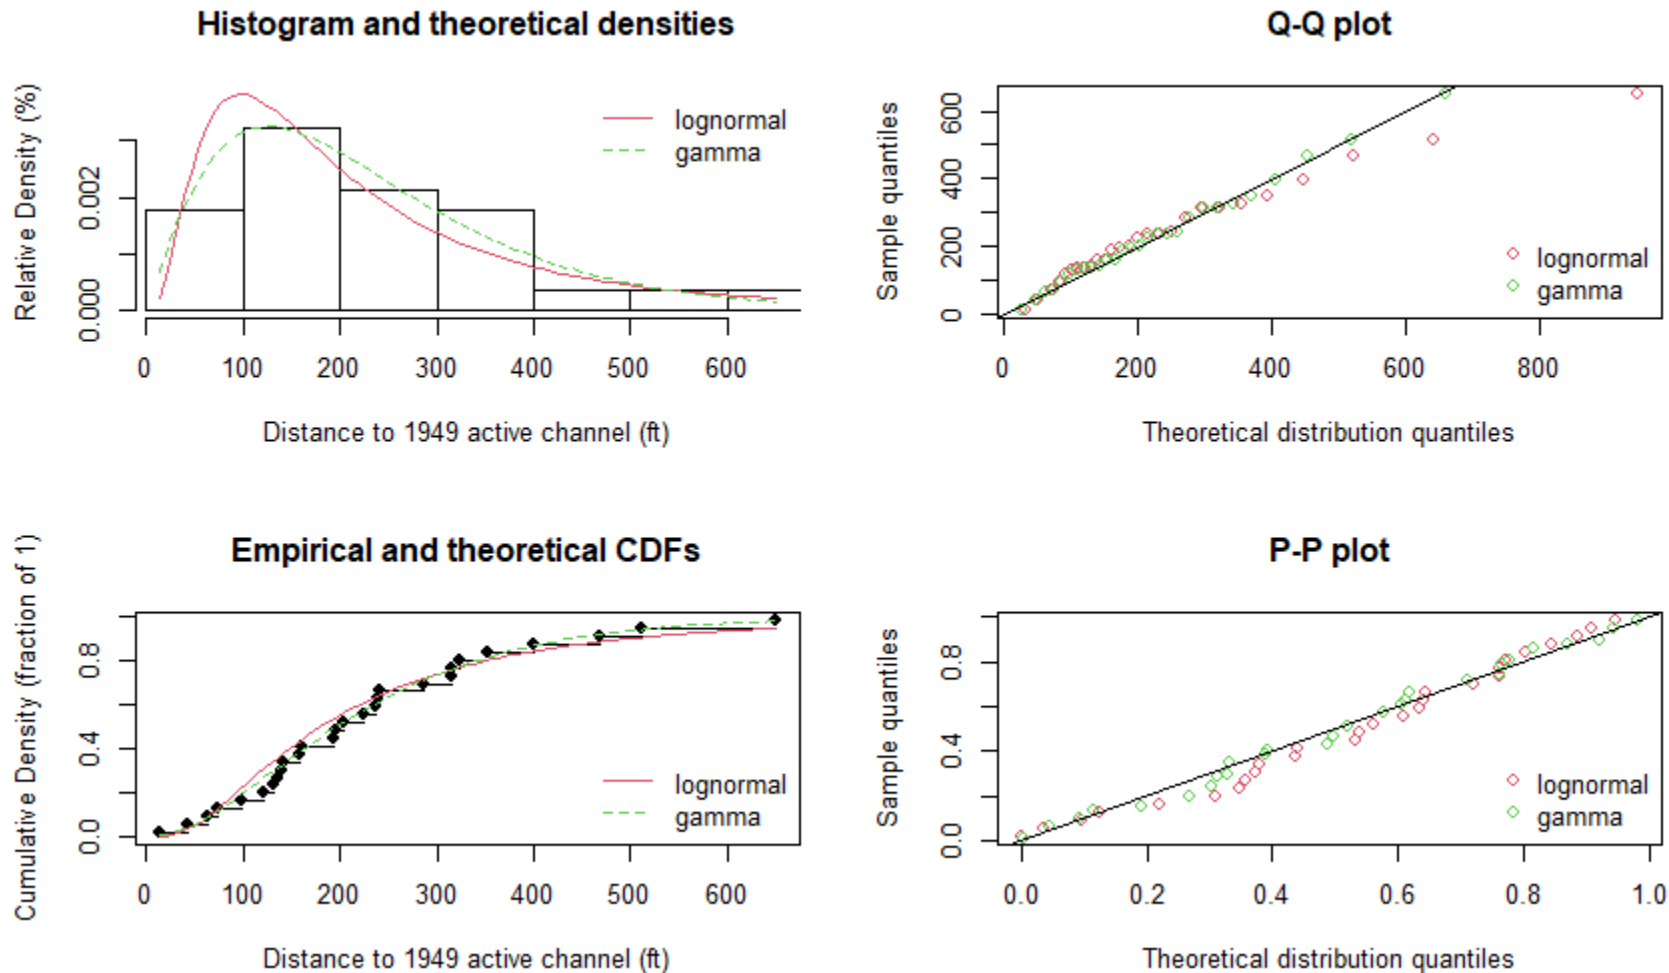 Histogram and theoretical densities
Relative Density (%)
0.000
0.002
lognormal
gamma
0 100 200 300 400 500 600
Distance to 1949 active channel (ft)
Q-Q plot
Sample quantiles
0 200 400 600
lognormal
gamma
0 200 400 600 800
Theoretical distribution quantiles
Empirical and theoretical CDFs
Cumulative Density (fraction of 1)
0.0 0.4 0.8
lognormal
gamma
0 100 200 300 400 500 600
Distance to 1949 active channel (ft)
P-P plot
Sample quantiles
0.0 0.4 0.8
lognormal
gamma
0.0 0.2 0.4 0.6 0.8 1.0
Theoretical distribution quantiles